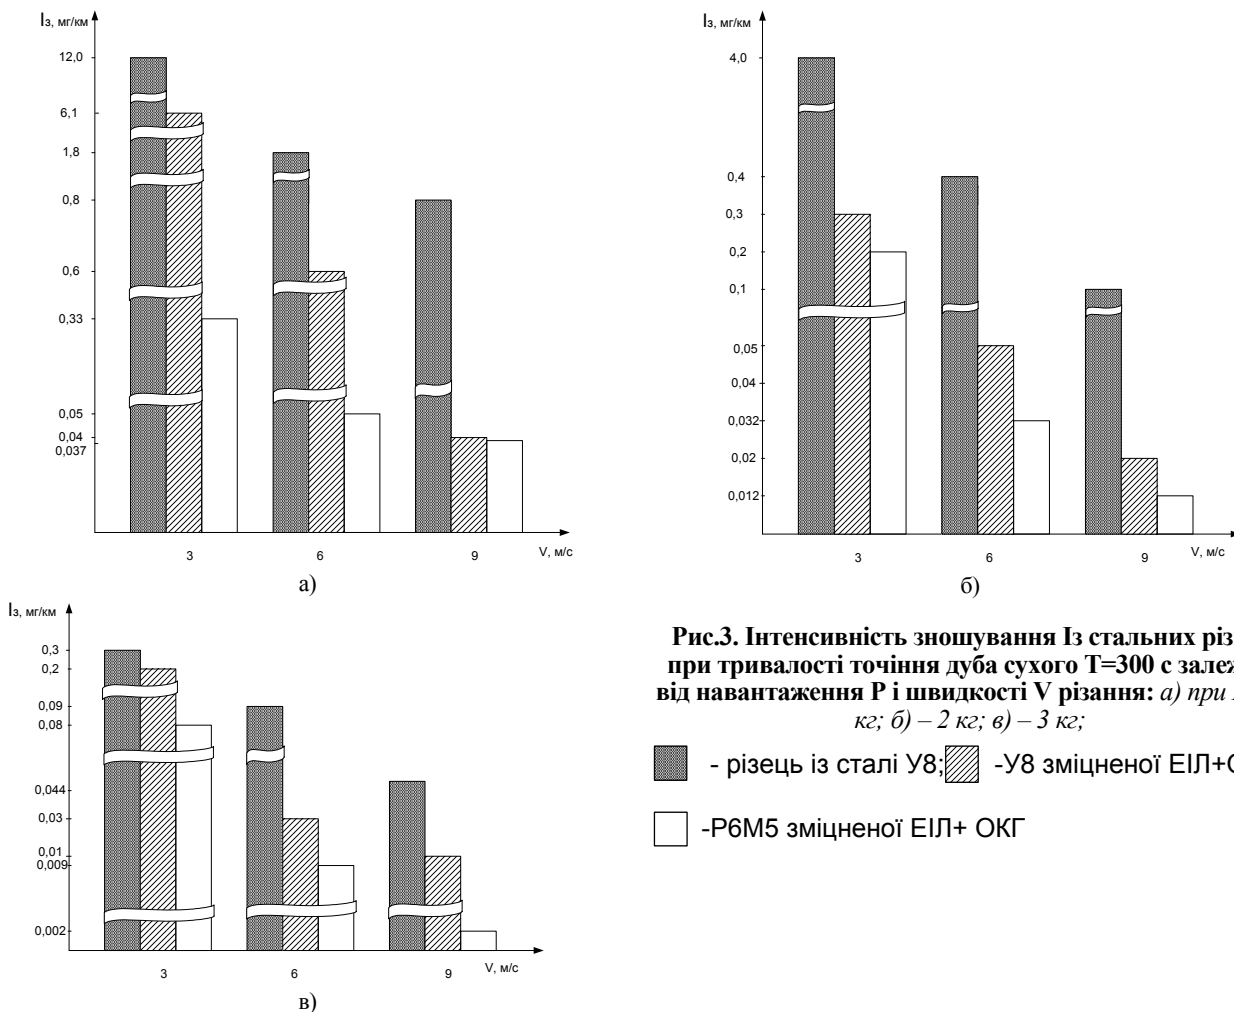 Iз, мг/км
12,0
6,1
1,8
0,8
0,6
0,33
0,05
0,04
0,037
3
6
9
V, м/с
а)
Iз, мг/км
4,0
0,4
0,3
0,2
0,1
0,05
0,04
0,032
0,02
0,012
3
6
9
V, м/с
б)
Iз, мг/км
0,3
0,2
0,09
0,08
0,044
0,03
0,01
0,009
0,002
3
6
9
V, м/с
в)
Рис.3. Інтенсивність зношування Iз стальних різ
при тривалості точіння дуба сухого T=300 с залеж
від навантаження P і швидкості V різання: а) при
кг; б) – 2 кг; в) – 3 кг;
- різець із сталі У8; -У8 зміцненої ЕІЛ+
-Р6М5 зміцненої ЕІЛ+ ОКГ